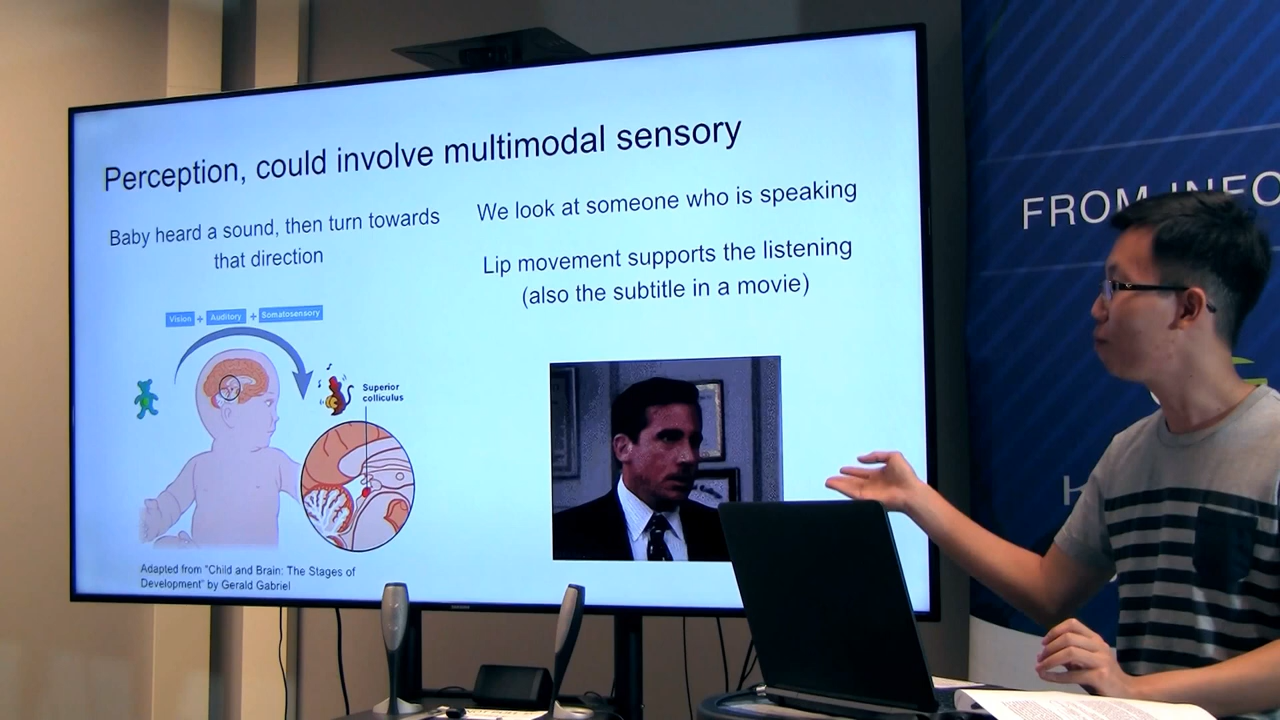 Perception, could involve multimodal sensory
Baby heard a sound, then turn towards
that direction
Vision + Auditory + Somatosensory
Superior
colliculus
Adapted from "Child and Brain: The Stages of
Development" by Gerald Gabriel
We look at someone who is speaking
Lip movement supports the listening
(also the subtitle in a movie)
FROM INFO
H